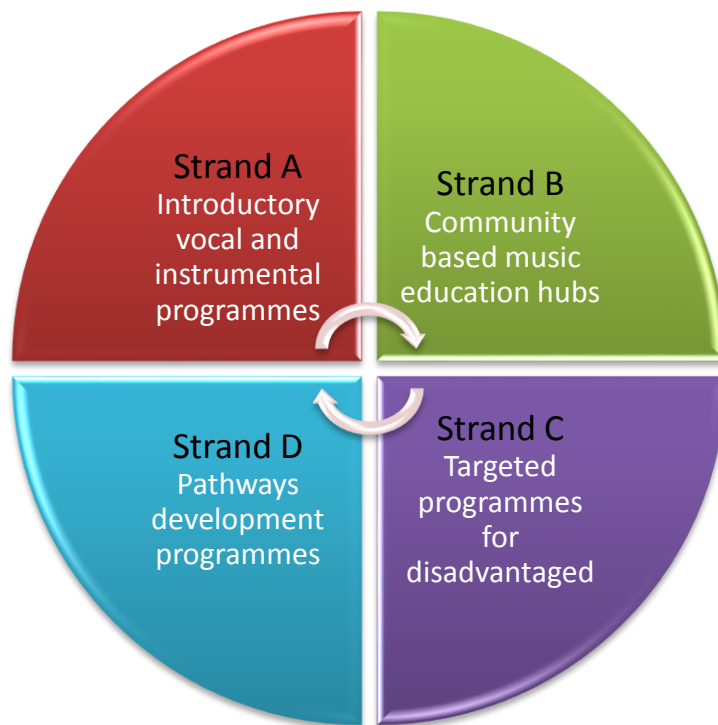 Strand A
Introductory
vocal and
instrumental
programmes
Strand B
Community
based music
education hubs
Strand D
Pathways
development
programmes
Strand C
Targeted
programmes
for
disadvantaged